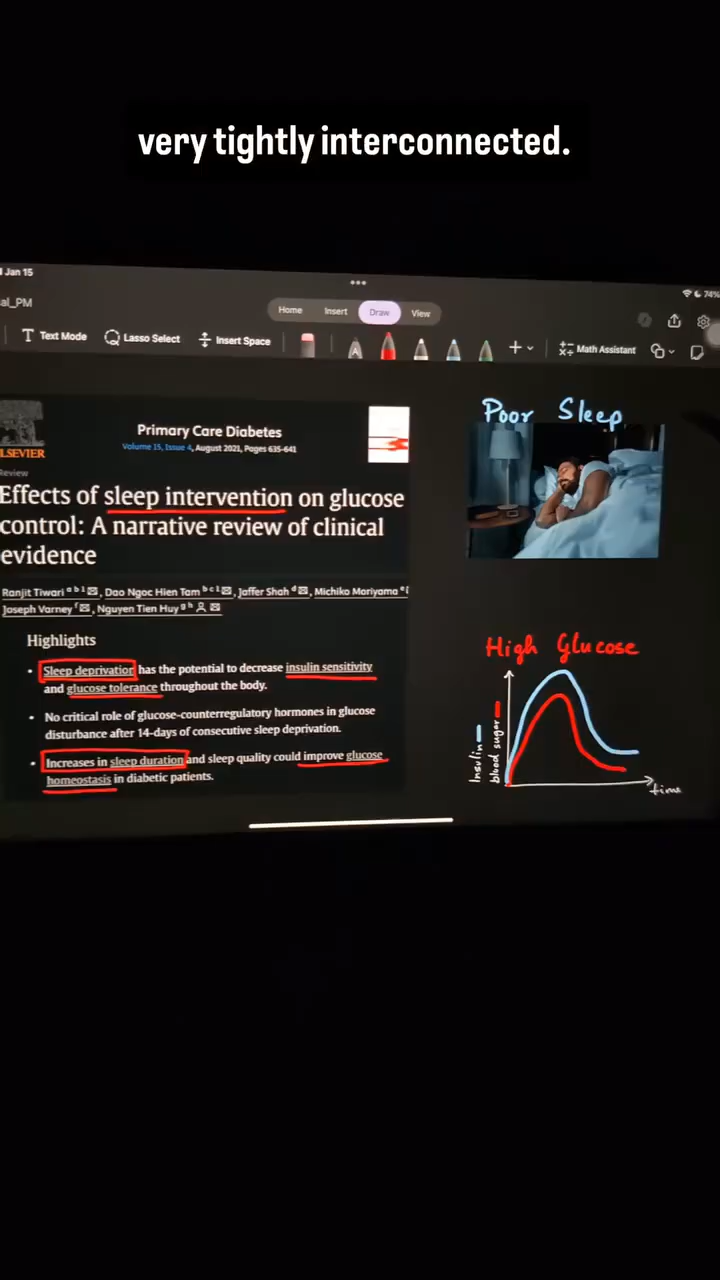 very tightly interconnected.
Jan 15
74%
al_PM
Home Insert Draw View
Text Mode Lasso Select Insert Space Math Assistant
LSEVIER
Primary Care Diabetes
Volume 15, Issue 4, August 2021, Pages 635-641
Review
Effects of sleep intervention on glucose
control: A narrative review of clinical
evidence
Ranjit Tiwari a b 1, Dao Ngoc Hien Tam b c 1, Jaffer Shah d, Michiko Moriyama e
Joseph Varney f, Nguyen Tien Huy g h
Highlights
• Sleep deprivation has the potential to decrease insulin sensitivity
and glucose tolerance throughout the body.
• No critical role of glucose-counterregulatory hormones in glucose
disturbance after 14-days of consecutive sleep deprivation.
• Increases in sleep duration and sleep quality could improve glucose
homeostasis in diabetic patients.
Poor Sleep
High Glucose
Insulin
blood sugar
time